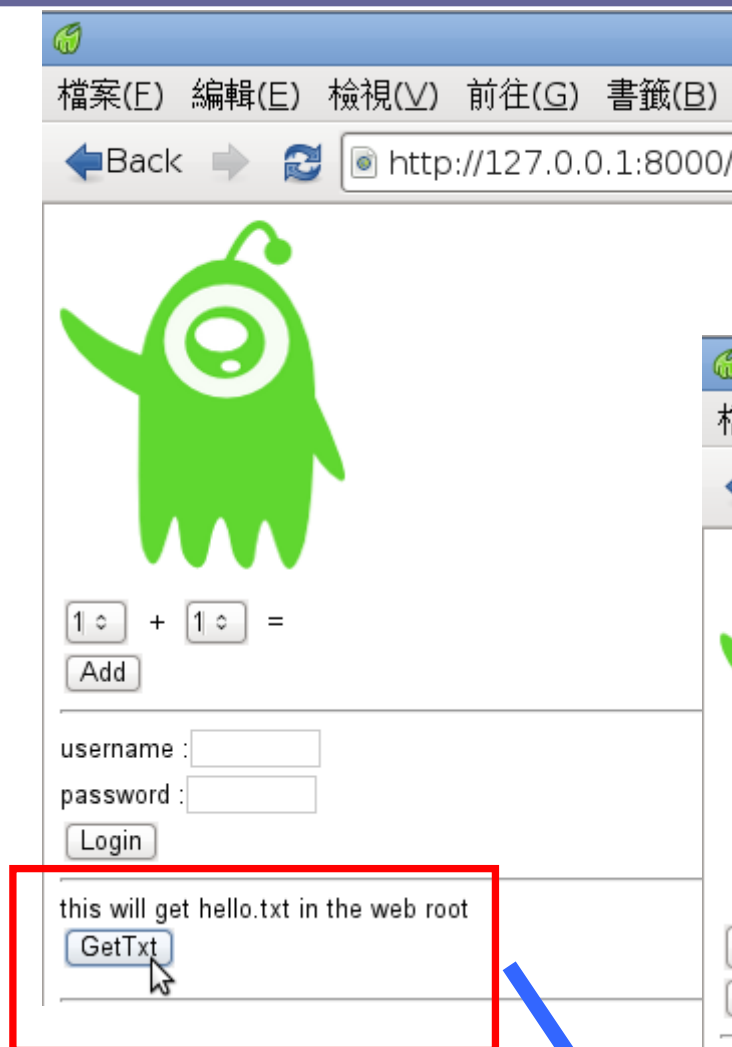 檔案(F) 編輯(E) 檢視(V) 前往(G) 書籤(B)
Back http://127.0.0.1:8000/
1 + 1 =
Add
username :
password :
Login
this will get hello.txt in the web root
GetTxt